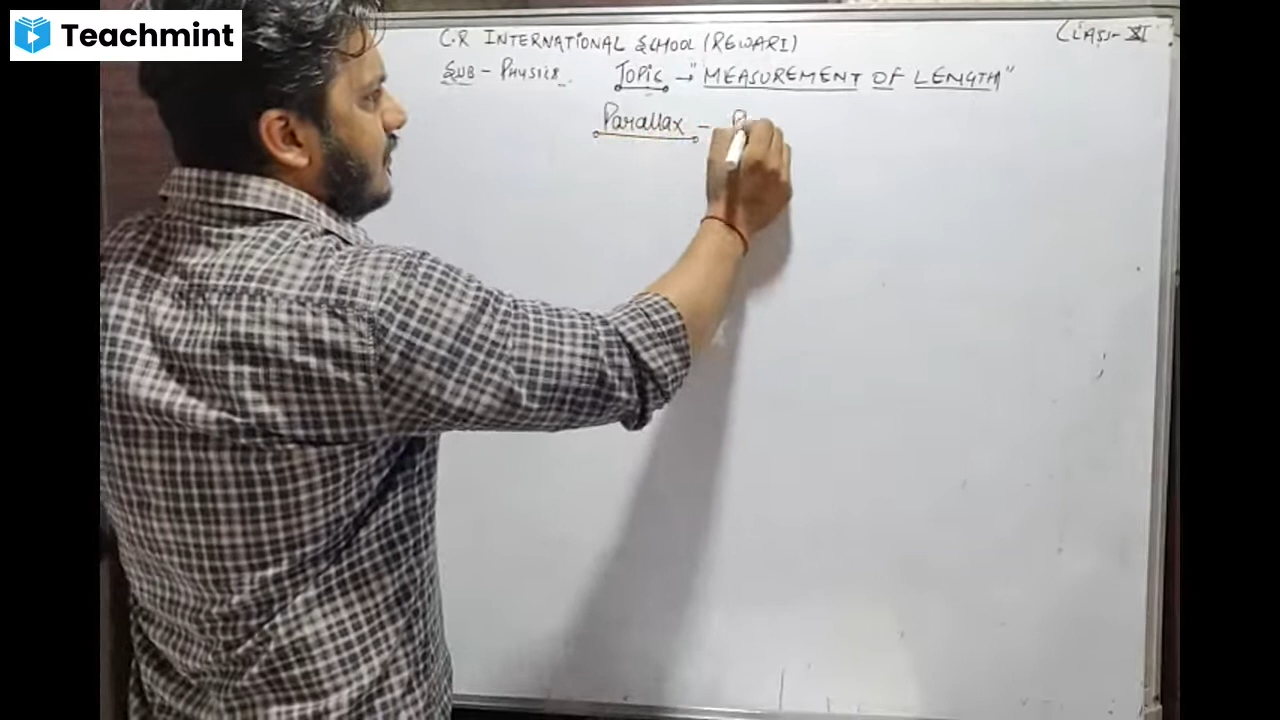 Teachmint
C.R INTERNATIONAL SCHOOL (REWARI)
CLASS-XI
SUB - PHYSICS. TOPIC → "MEASUREMENT OF LENGTH"
Parallax - P